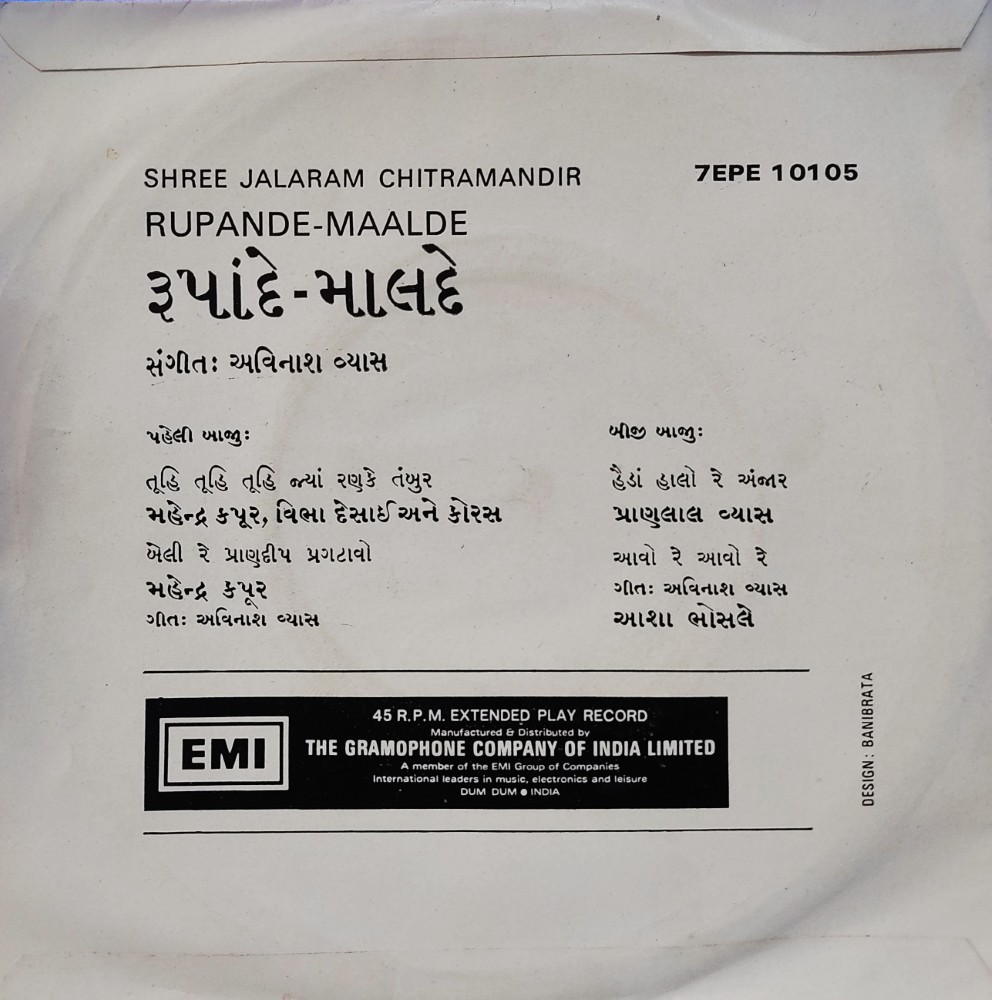 SHREE JALARAM CHITRAMANDIR
7EPE 10105
RUPANDE-MAALDE
રૂપાંદે-માલદે
સંગીતઃ અવિનાશ વ્યાસ
પહેલી બાજુઃ
તૂહિ તૂહિ તૂહિ જ્યાં રણકે તંબુર
મહેન્દ્ર કપૂર, વિભા દેસાઈ અને કોરસ
બેલી રે પ્રાણદીપ પ્રગટાવો
મહેન્દ્ર કપૂર
ગીતઃ અવિનાશ વ્યાસ
બીજી બાજુઃ
હૈડાં હાલો રે અંજાર
પ્રાણલાલ વ્યાસ
આવો રે આવો રે
ગીતઃ અવિનાશ વ્યાસ
આશા ભોસલે
EMI
45 R.P.M. EXTENDED PLAY RECORD
Manufactured & Distributed by
THE GRAMOPHONE COMPANY OF INDIA LIMITED
A member of the EMI Group of Companies
International leaders in music, electronics and leisure
DUM DUM ● INDIA
DESIGN: BANIBRATA